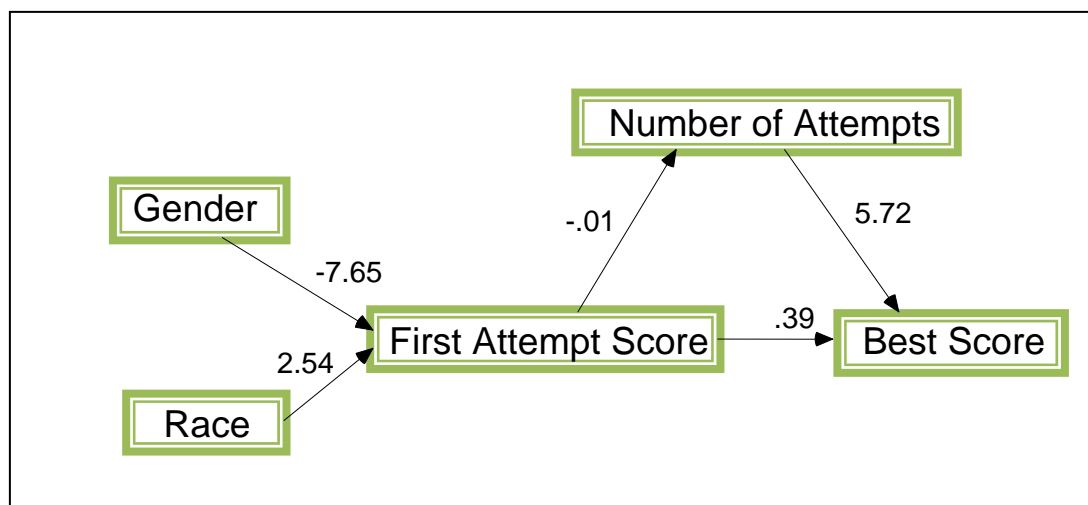 Number of Attempts
Gender
-.01
5.72
-7.65
First Attempt Score
.39
Best Score
2.54
Race